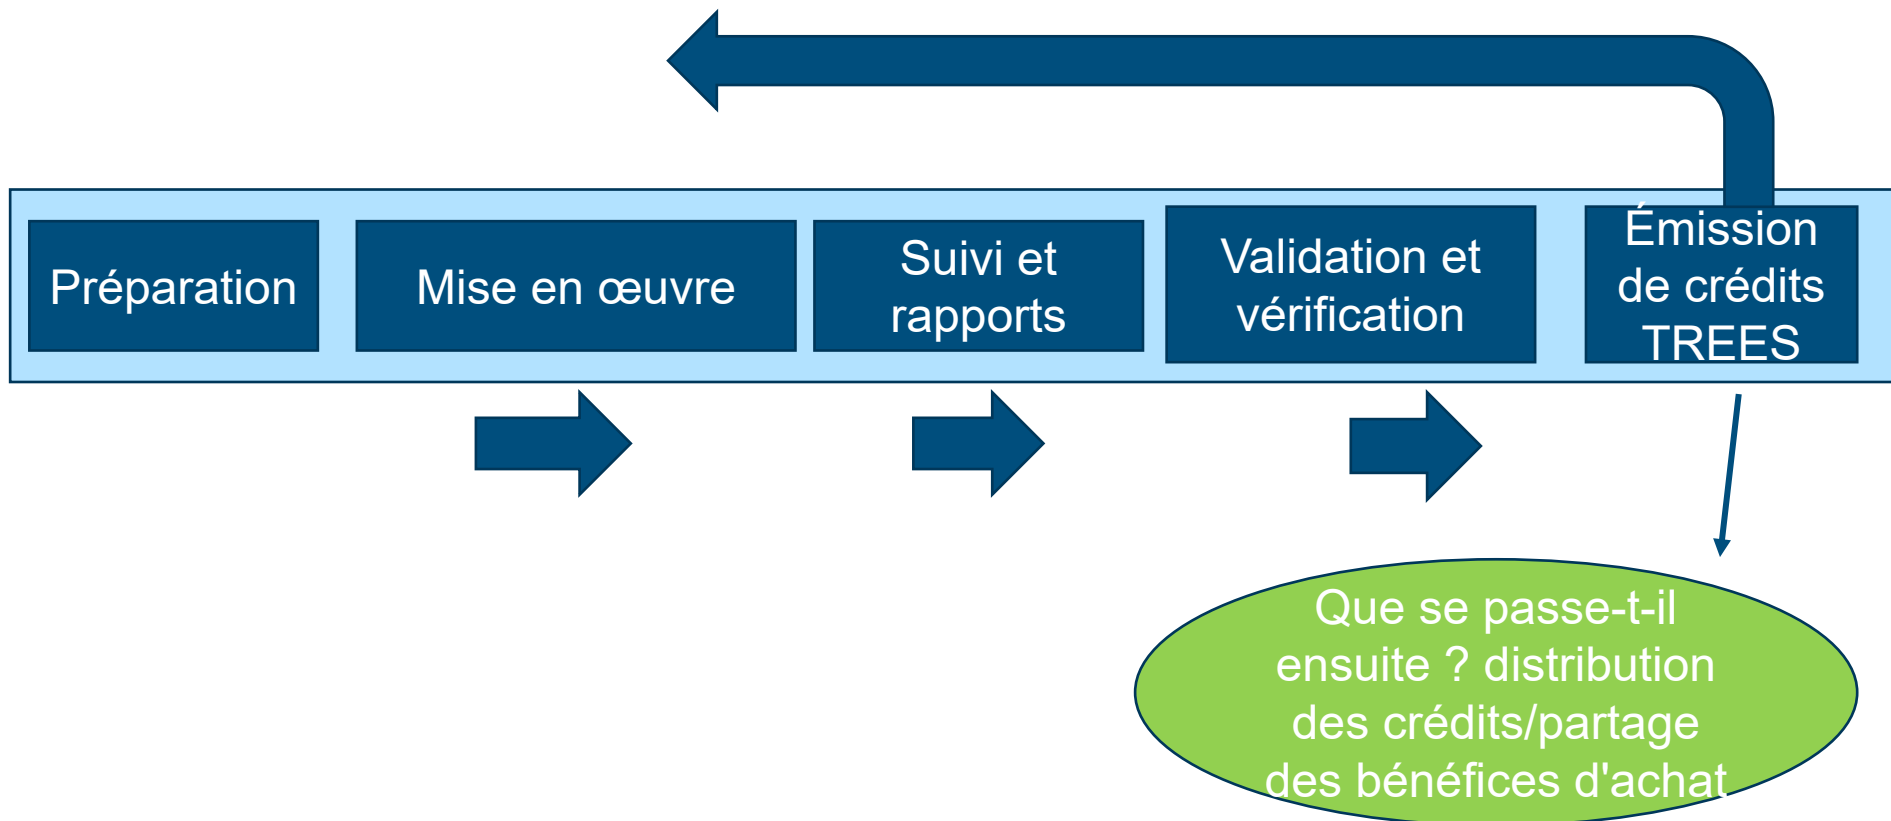 Préparation
Mise en œuvre
Suivi et
rapports
Validation et
vérification
Émission
de crédits
TREES
Que se passe-t-il
ensuite ? distribution
des crédits/partage
des bénéfices d'achat